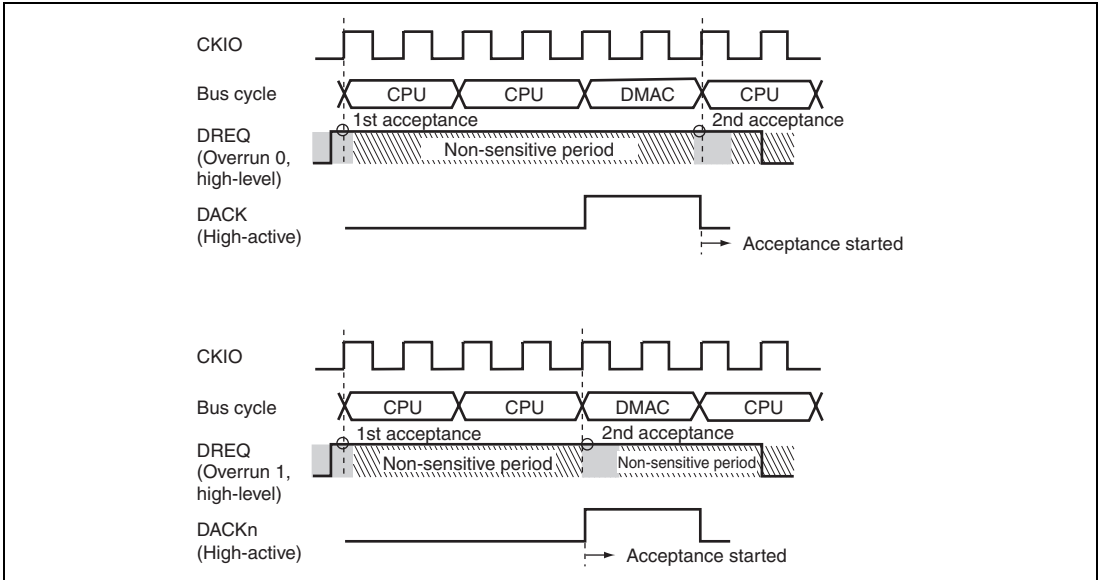 CKIO
Bus cycle
CPU CPU DMAC CPU
1st acceptance 2nd acceptance
DREQ
(Overrun 0,
high-level)
Non-sensitive period
DACK
(High-active)
Acceptance started
CKIO
Bus cycle
CPU CPU DMAC CPU
1st acceptance 2nd acceptance
DREQ
(Overrun 1,
high-level)
Non-sensitive period Non-sensitive period
DACKn
(High-active)
Acceptance started